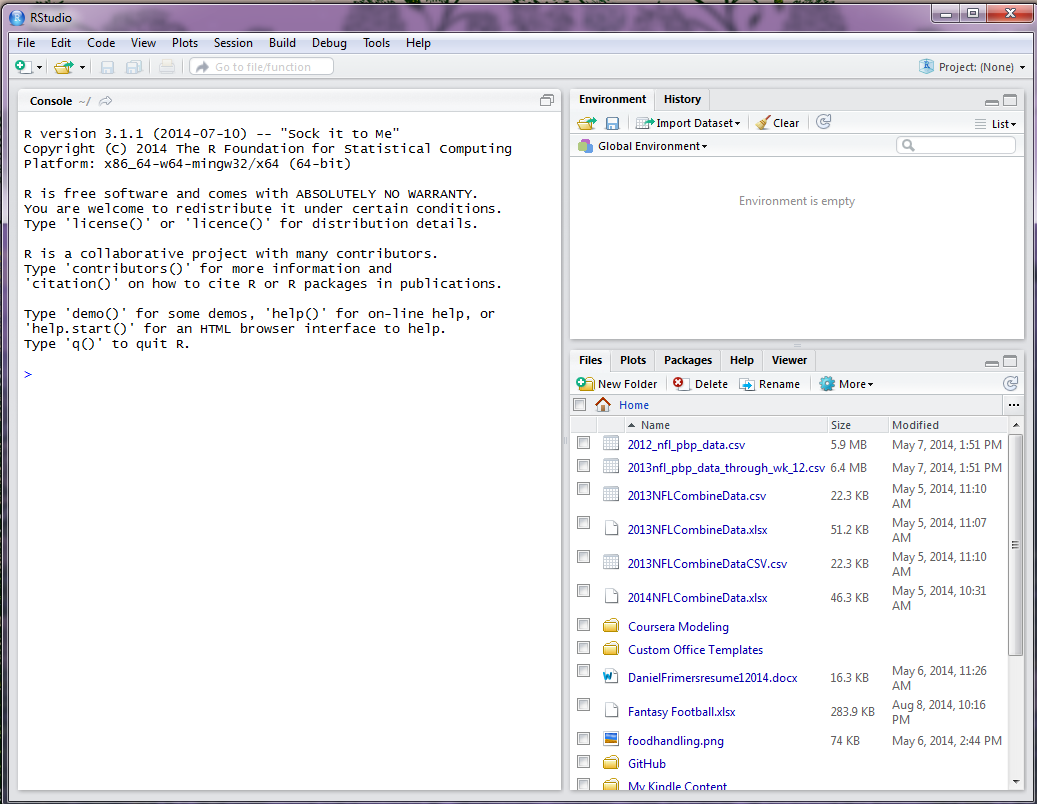 RStudio
File Edit Code View Plots Session Build Debug Tools Help
Go to file/function
Project: (None)
Console ~/
R version 3.1.1 (2014-07-10) -- "Sock it to Me"
Copyright (C) 2014 The R Foundation for Statistical Computing
Platform: x86_64-w64-mingw32/x64 (64-bit)
R is free software and comes with ABSOLUTELY NO WARRANTY.
You are welcome to redistribute it under certain conditions.
Type 'license()' or 'licence()' for distribution details.
R is a collaborative project with many contributors.
Type 'contributors()' for more information and
'citation()' on how to cite R or R packages in publications.
Type 'demo()' for some demos, 'help()' for on-line help, or
'help.start()' for an HTML browser interface to help.
Type 'q()' to quit R.
>
Environment History
Import Dataset Clear List
Global Environment
Environment is empty
Files Plots Packages Help Viewer
New Folder Delete Rename More
Home ...
Name Size Modified
2012_nfl_pbp_data.csv 5.9 MB May 7, 2014, 1:51 PM
2013nfl_pbp_data_through_wk_12.csv 6.4 MB May 7, 2014, 1:51 PM
2013NFLCombineData.csv 22.3 KB May 5, 2014, 11:10
AM
2013NFLCombineData.xlsx 51.2 KB May 5, 2014, 11:07
AM
2013NFLCombineDataCSV.csv 22.3 KB May 5, 2014, 11:10
AM
2014NFLCombineData.xlsx 46.3 KB May 5, 2014, 10:31
AM
Coursera Modeling
Custom Office Templates
DanielFrimersresume12014.docx 16.3 KB May 6, 2014, 11:26
AM
Fantasy Football.xlsx 283.9 KB Aug 8, 2014, 10:16
PM
foodhandling.png 74 KB May 6, 2014, 2:44 PM
GitHub
My Kindle Content